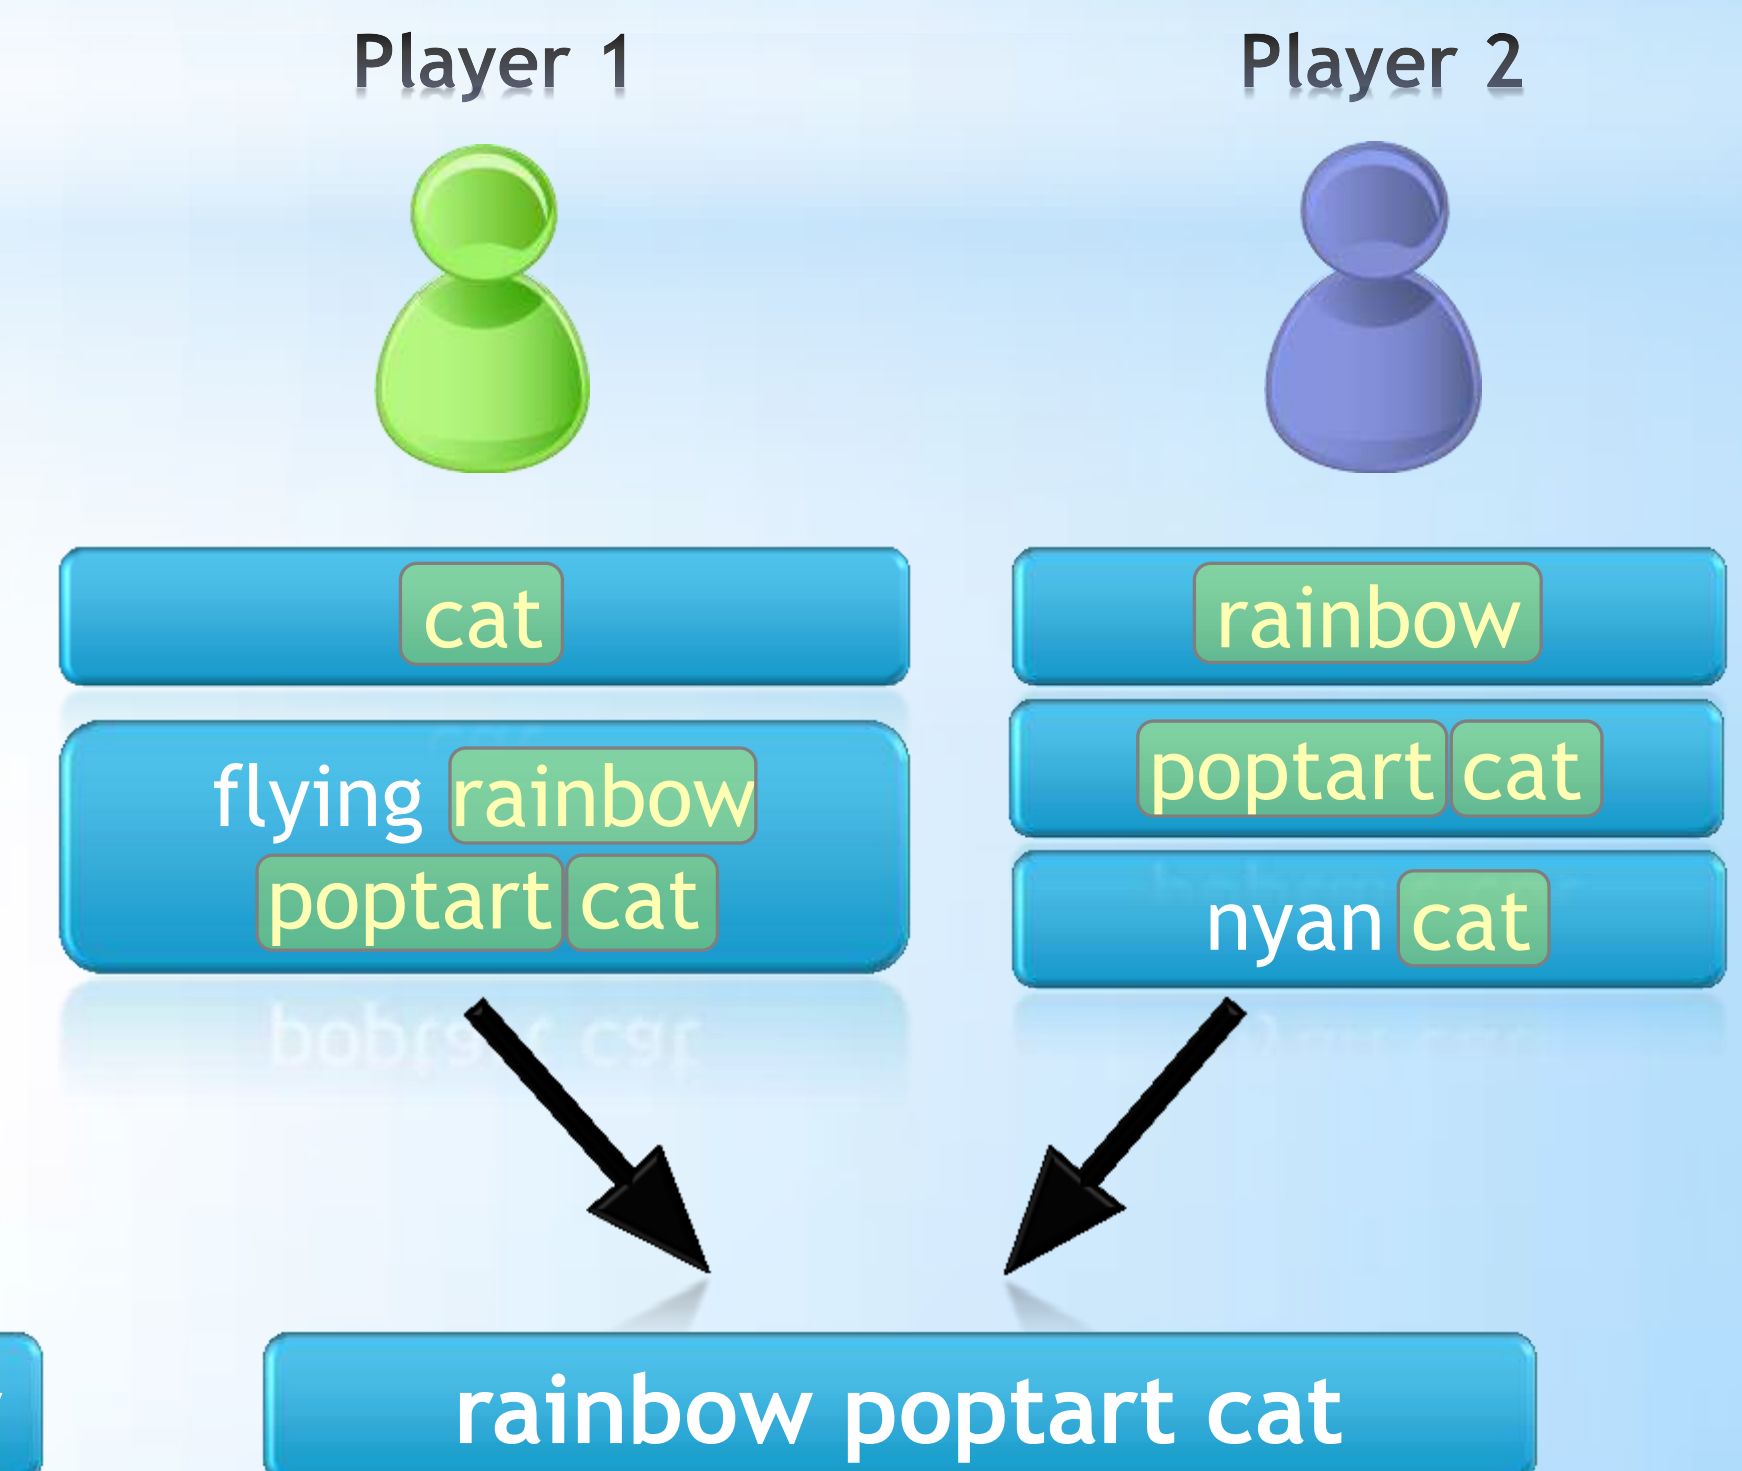 Player 1
Player 2
cat
flying rainbow
poptart cat
rainbow
poptart cat
nyan cat
rainbow poptart cat